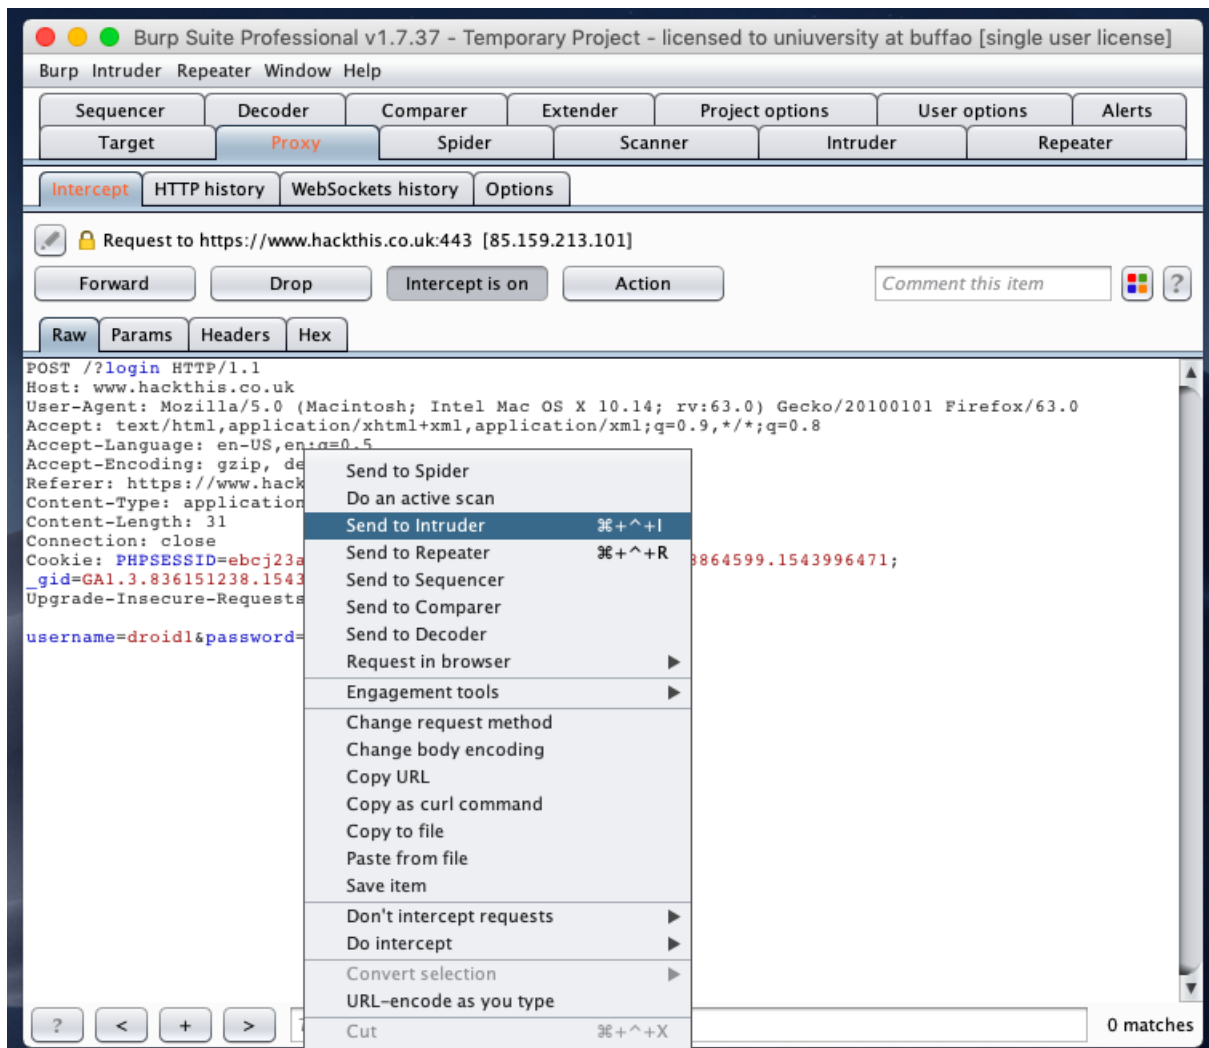 Burp Suite Professional v1.7.37 - Temporary Project - licensed to uniuversity at buffao [single user license]
Burp Intruder Repeater Window Help
Sequencer Decoder Comparer Extender Project options User options Alerts
Target Proxy Spider Scanner Intruder Repeater
Intercept HTTP history WebSockets history Options
Request to https://www.hackthis.co.uk:443 [85.159.213.101]
Forward Drop Intercept is on Action Comment this item ?
Raw Params Headers Hex
POST /?login HTTP/1.1
Host: www.hackthis.co.uk
User-Agent: Mozilla/5.0 (Macintosh; Intel Mac OS X 10.14; rv:63.0) Gecko/20100101 Firefox/63.0
Accept: text/html,application/xhtml+xml,application/xml;q=0.9,*/*;q=0.8
Accept-Language: en-US,en;q=0.5
Accept-Encoding: gzip, de
Referer: https://www.hack
Content-Type: application
Content-Length: 31
Connection: close
Cookie: PHPSESSID=ebcj23a 8864599.1543996471;
_gid=GA1.3.836151238.1543
Upgrade-Insecure-Requests
username=droid1&password=
Send to Spider
Do an active scan
Send to Intruder ⌘+^+I
Send to Repeater ⌘+^+R
Send to Sequencer
Send to Comparer
Send to Decoder
Request in browser
Engagement tools
Change request method
Change body encoding
Copy URL
Copy as curl command
Copy to file
Paste from file
Save item
Don't intercept requests
Do intercept
Convert selection
URL-encode as you type
Cut ⌘+^+X
? < + > 0 matches